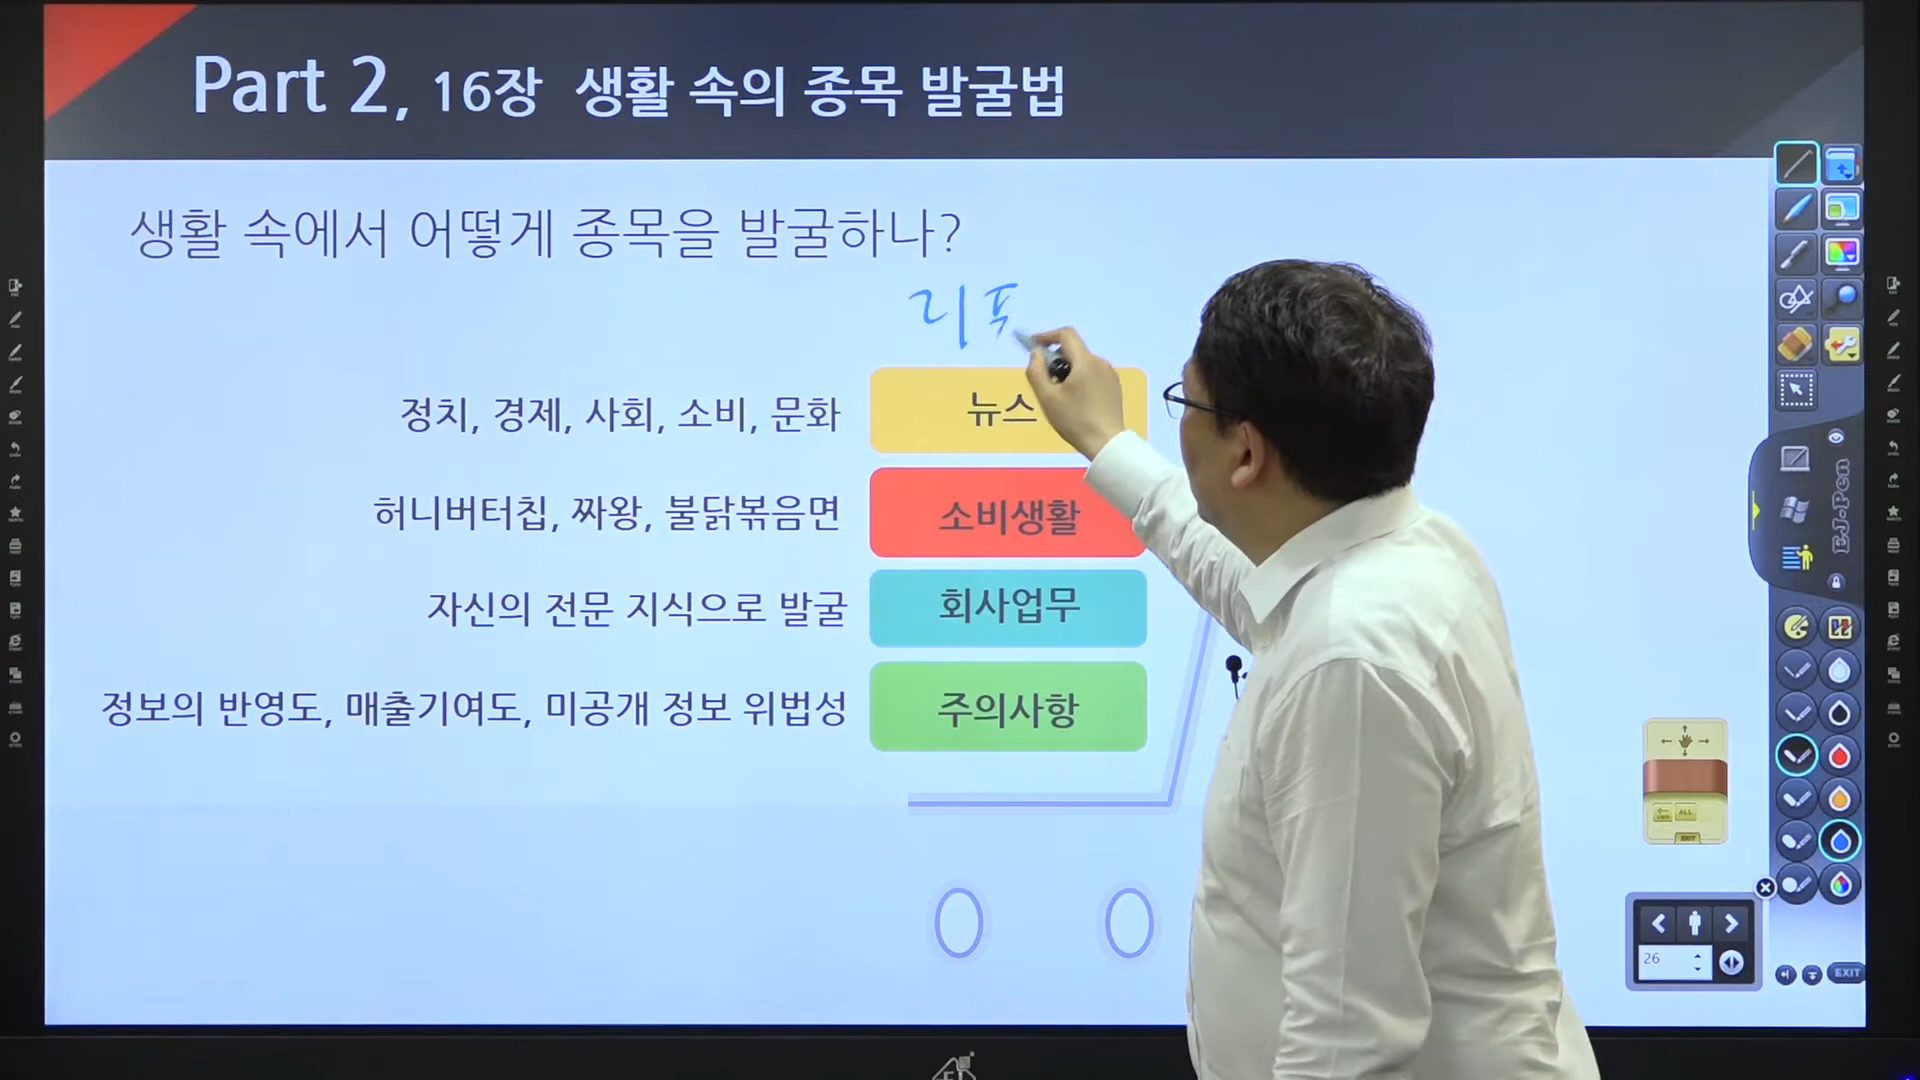 Part 2, 16장 생활 속의 종목 발굴법
생활 속에서 어떻게 종목을 발굴하나?
리포
정치, 경제, 사회, 소비, 문화 뉴스
허니버터칩, 짜왕, 불닭볶음면 소비생활
자신의 전문 지식으로 발굴 회사업무
정보의 반영도, 매출기여도, 미공개 정보 위법성 주의사항
EJ-Pen
ALL
EXIT
26
EXIT